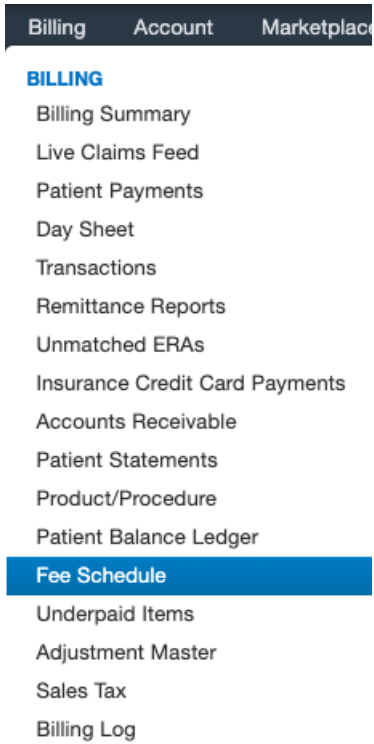 Billing Account Marketplace
BILLING
Billing Summary
Live Claims Feed
Patient Payments
Day Sheet
Transactions
Remittance Reports
Unmatched ERAs
Insurance Credit Card Payments
Accounts Receivable
Patient Statements
Product/Procedure
Patient Balance Ledger
Fee Schedule
Underpaid Items
Adjustment Master
Sales Tax
Billing Log